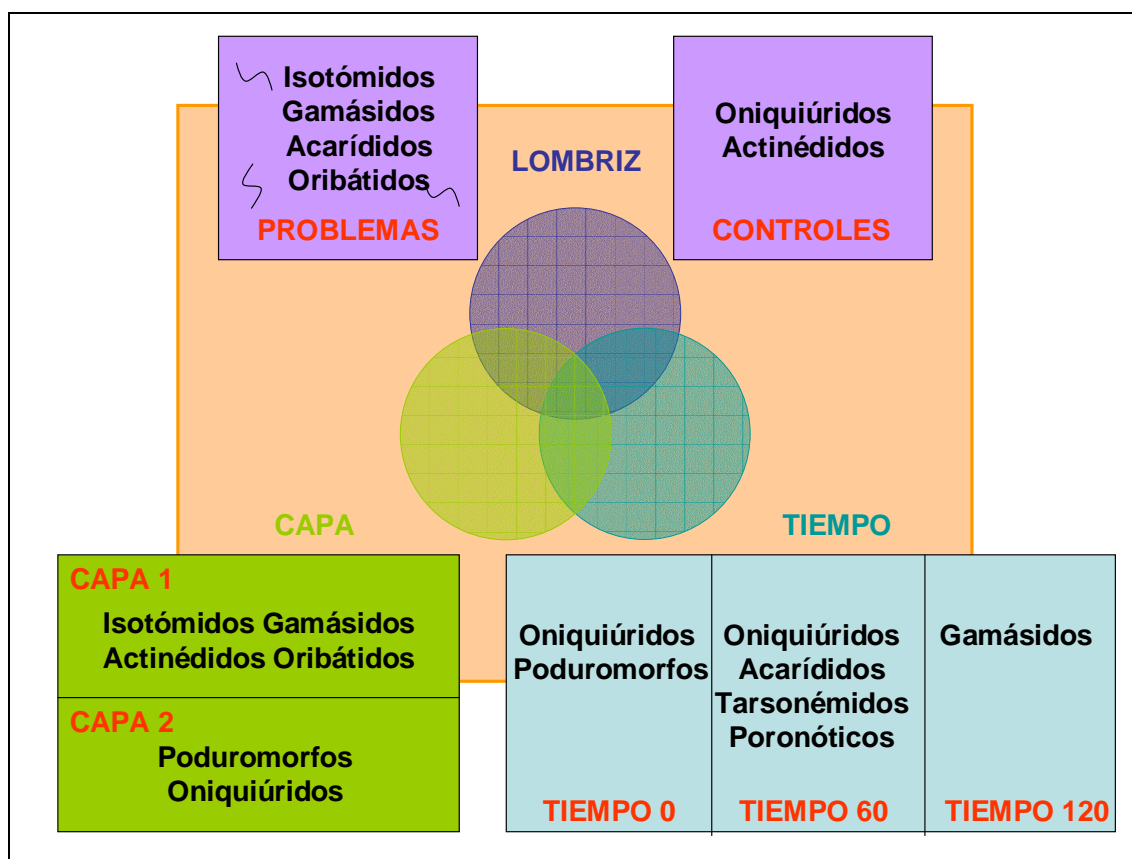 Isotómidos
Gamásidos
Acarídidos
Oribátidos
PROBLEMAS
Oniquiúridos
Actinédidos
CONTROLES
LOMBRIZ
CAPA
TIEMPO
CAPA 1
Isotómidos Gamásidos
Actinédidos Oribátidos
CAPA 2
Poduromorfos
Oniquiúridos
Oniquiúridos
Poduromorfos
TIEMPO 0
Oniquiúridos
Acarídidos
Tarsonémidos
Poronóticos
TIEMPO 60
Gamásidos
TIEMPO 120